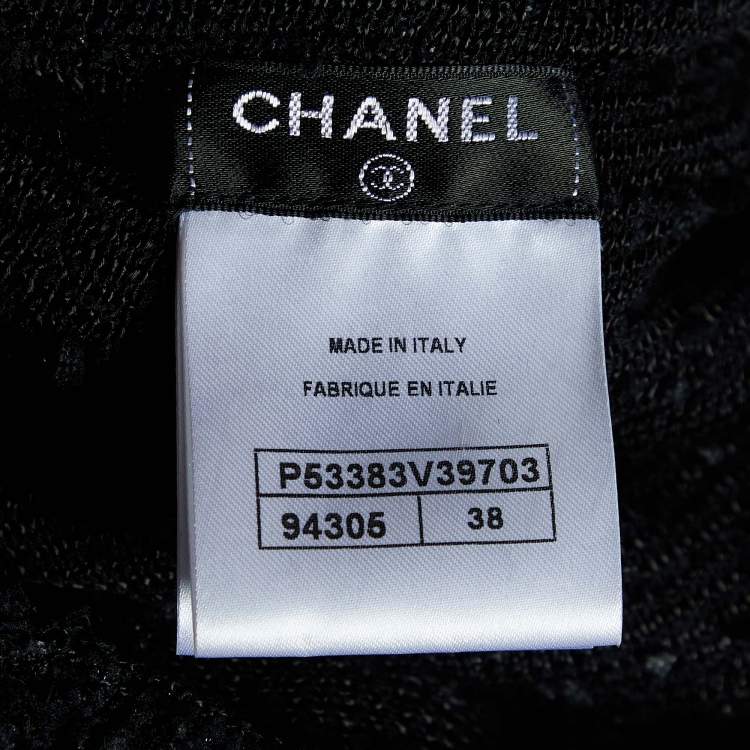 CHANEL
MADE IN ITALY
FABRIQUE EN ITALIE
P53383V39703
94305 38